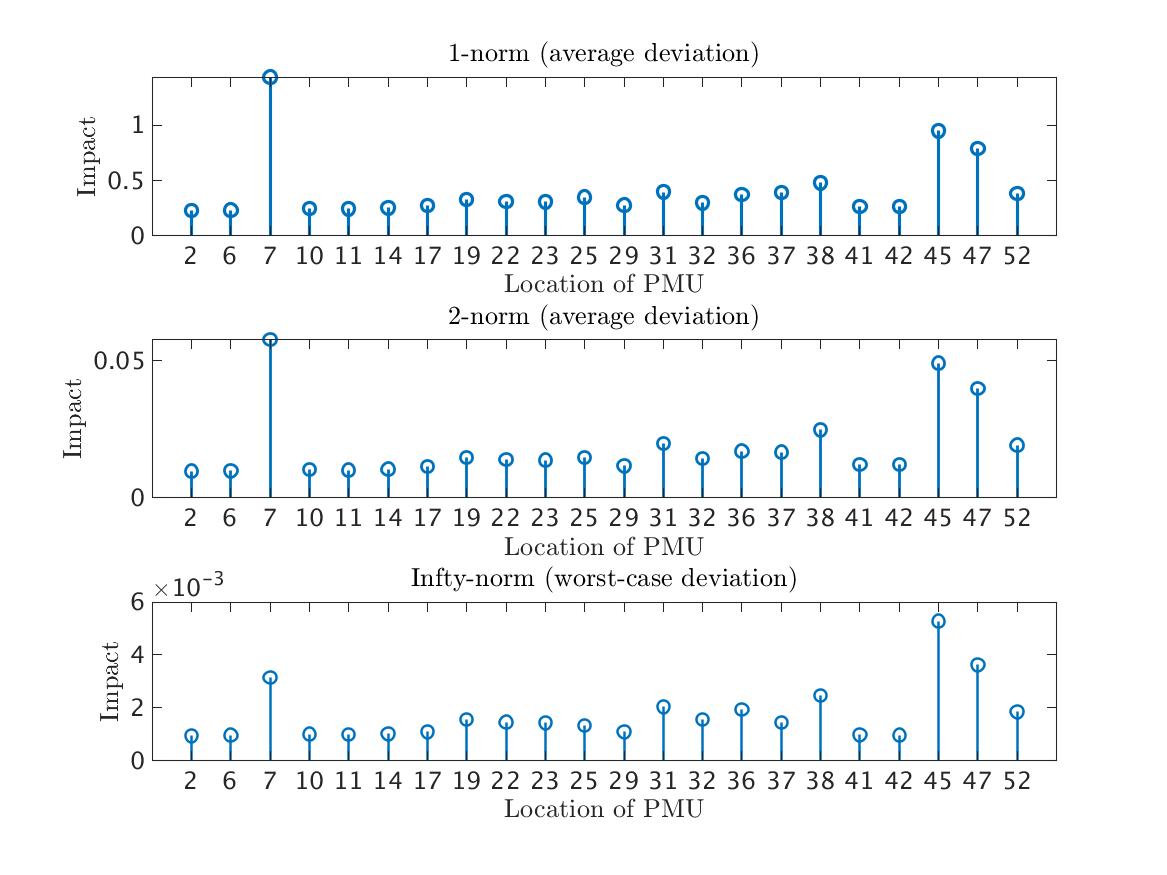 1-norm (average deviation)
Impact
1
0.5
0
2 6 7 10 11 14 17 19 22 23 25 29 31 32 36 37 38 41 42 45 47 52
Location of PMU
2-norm (average deviation)
Impact
0.05
0
2 6 7 10 11 14 17 19 22 23 25 29 31 32 36 37 38 41 42 45 47 52
Location of PMU
Infty-norm (worst-case deviation)
×10⁻³
Impact
6
4
2
0
2 6 7 10 11 14 17 19 22 23 25 29 31 32 36 37 38 41 42 45 47 52
Location of PMU